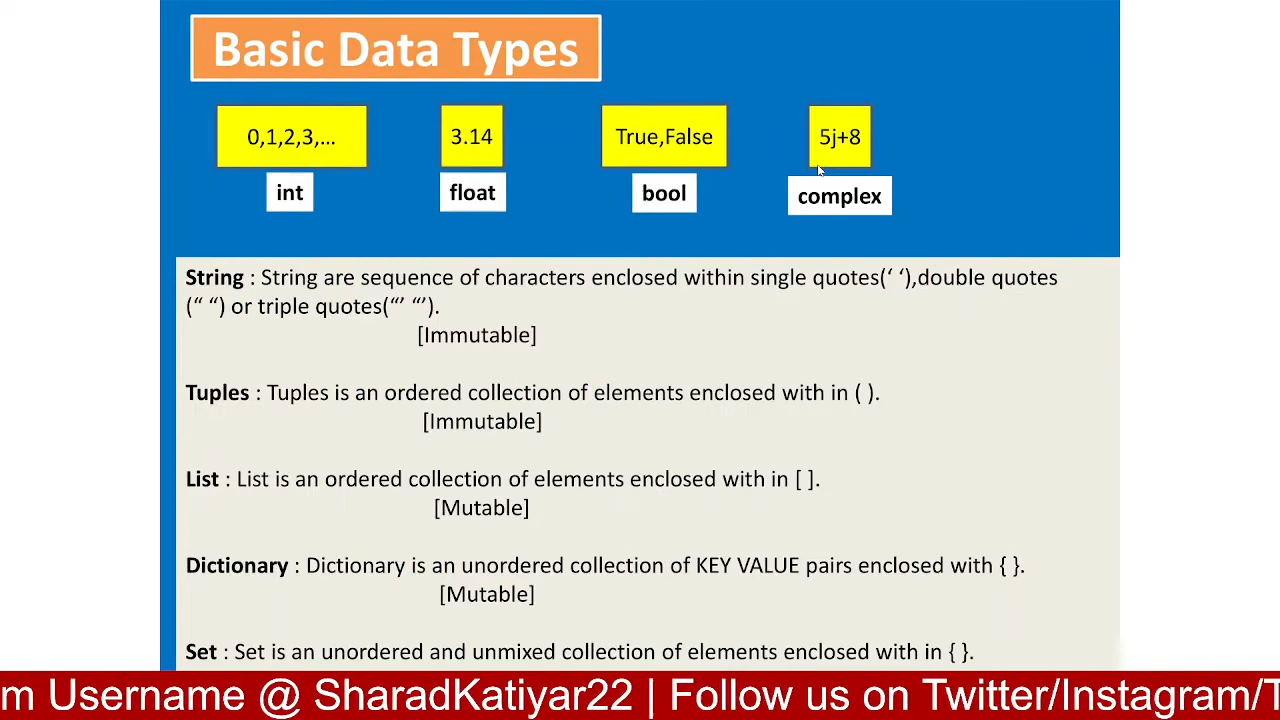 Basic Data Types
0,1,2,3,...
3.14
True,False
5j+8
int
float
bool
complex
String : String are sequence of characters enclosed within single quotes(‘ ‘),double quotes
(“ “) or triple quotes(“’ “’).
[Immutable]
Tuples : Tuples is an ordered collection of elements enclosed with in ( ).
[Immutable]
List : List is an ordered collection of elements enclosed with in [ ].
[Mutable]
Dictionary : Dictionary is an unordered collection of KEY VALUE pairs enclosed with { }.
[Mutable]
Set : Set is an unordered and unmixed collection of elements enclosed with in { }.
m Username @ SharadKatiyar22 | Follow us on Twitter/Instagram/T